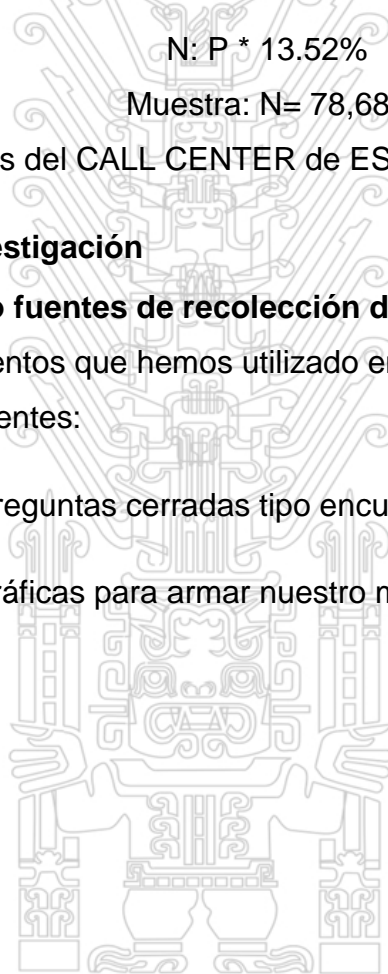 N: P * 13.52%
Muestra: N= 78,68
s del CALL CENTER de ES
estigación
o fuentes de recolección d
entos que hemos utilizado en
entes:
reguntas cerradas tipo encu
ráficas para armar nuestro